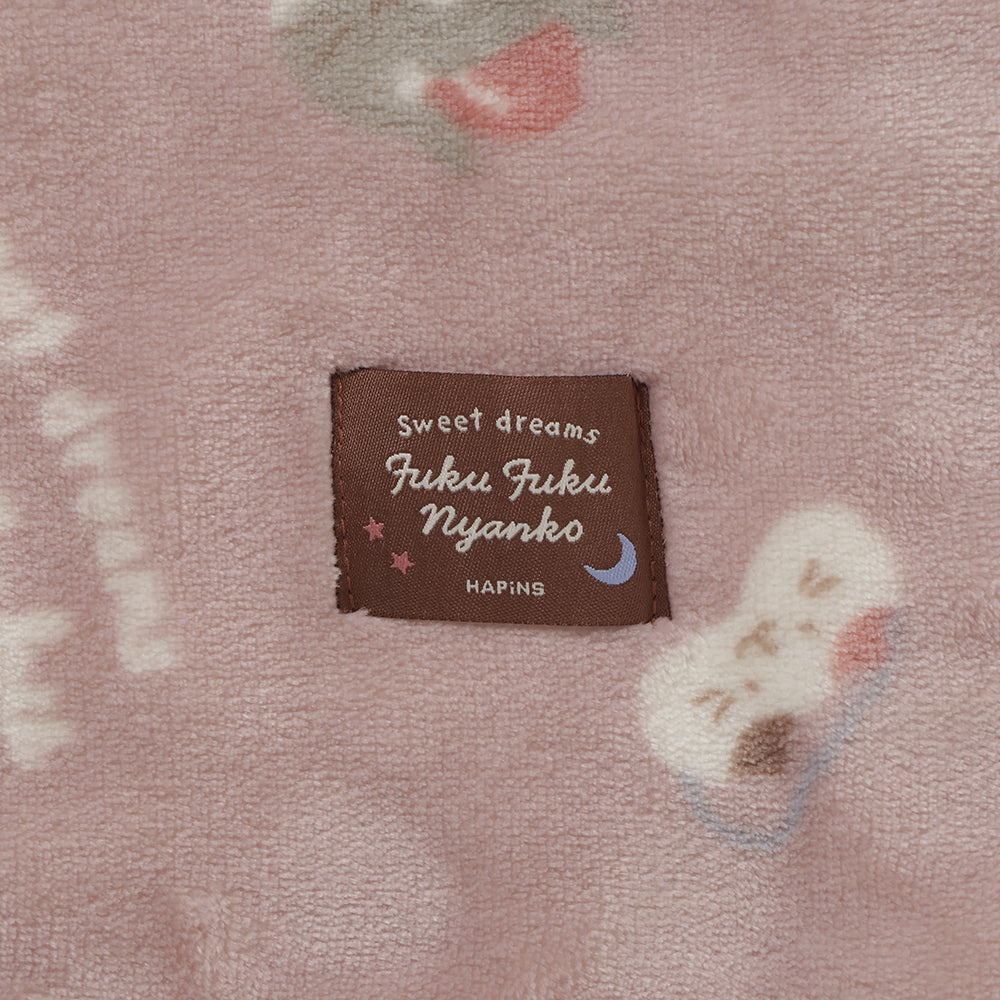 Sweet dreams
Fuku Fuku
Nyanko
HAPiNS